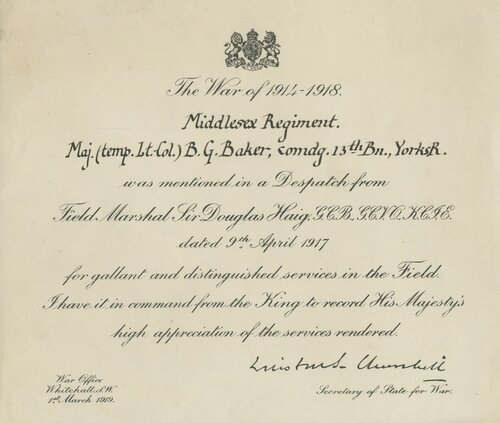 The War of 1914-1918.
Middlesex Regiment.
Maj. (temp. Lt.-Col.) B. G. Baker, comdg. 13th Bn., Yorks R.
was mentioned in a Despatch from
Field Marshal Sir Douglas Haig, G.C.B., G.C.V.O., K.C.I.E.
dated 9th April 1917
for gallant and distinguished services in the Field.
I have it in command from the King to record His Majesty's
high appreciation of the services rendered.
Winston S. Churchill
War Office
Whitehall, S.W.
1st March 1919.
Secretary of State for War.